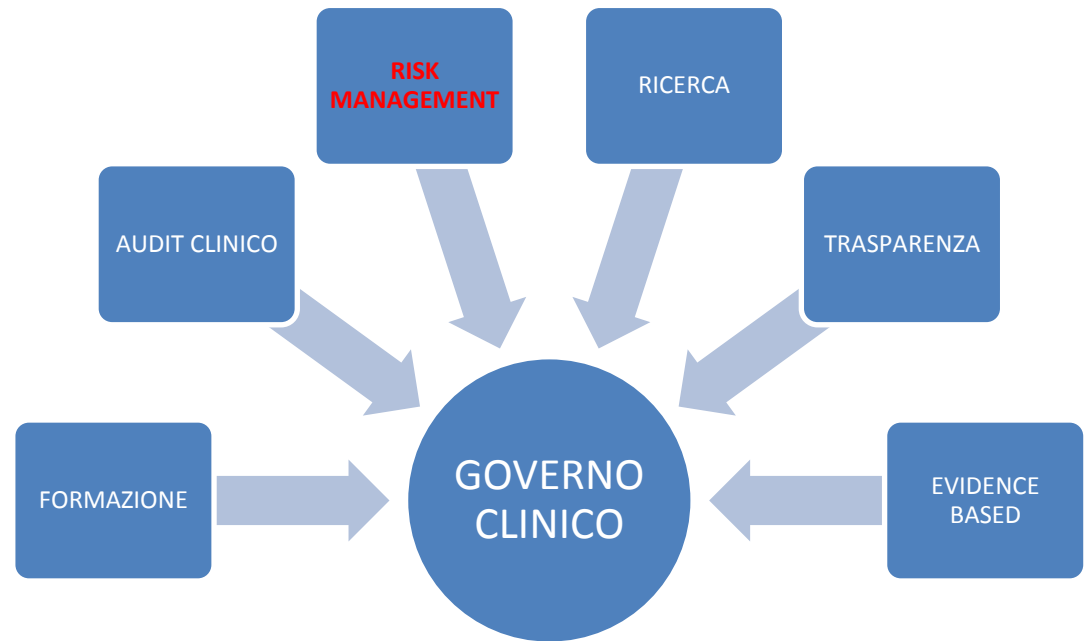 RISK
MANAGEMENT
RICERCA
AUDIT CLINICO
TRASPARENZA
FORMAZIONE
GOVERNO
CLINICO
EVIDENCE
BASED